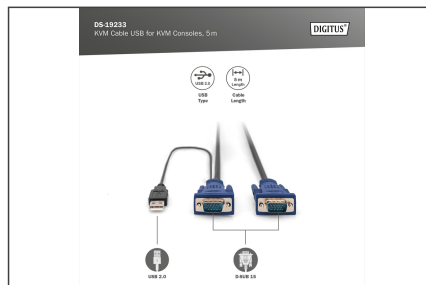 DS-19233
KVM Cable USB for KVM Consoles, 5m
DIGITUS®
USB 2.0
5 m
Length
USB
Type
Cable
Length
USB 2.0
D-SUB 15